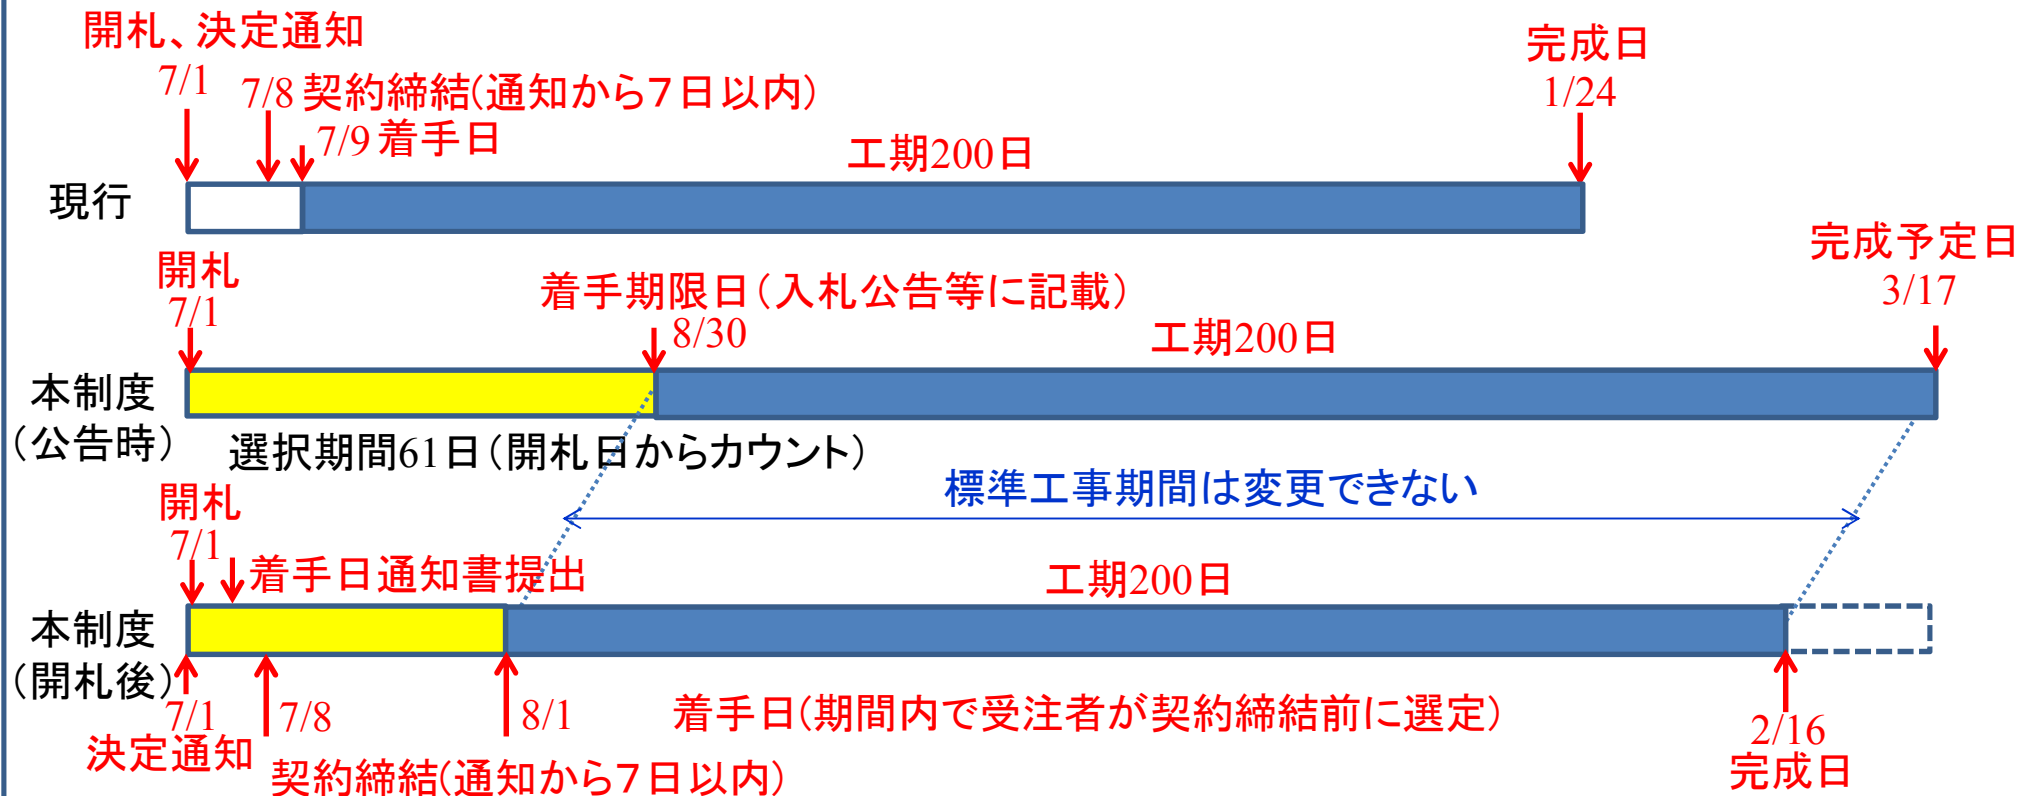 開札、決定通知
7/1
7/8 契約締結(通知から７日以内)
7/9 着手日
工期200日
完成日
1/24
現行
開札
7/1
着手期限日(入札公告等に記載)
8/30
工期200日
完成予定日
3/17
本制度
(公告時)
選択期間61日(開札日からカウント)
標準工事期間は変更できない
開札
7/1
着手日通知書提出
工期200日
本制度
(開札後)
7/1
決定通知
7/8
契約締結(通知から７日以内)
8/1
着手日(期間内で受注者が契約締結前に選定)
2/16
完成日